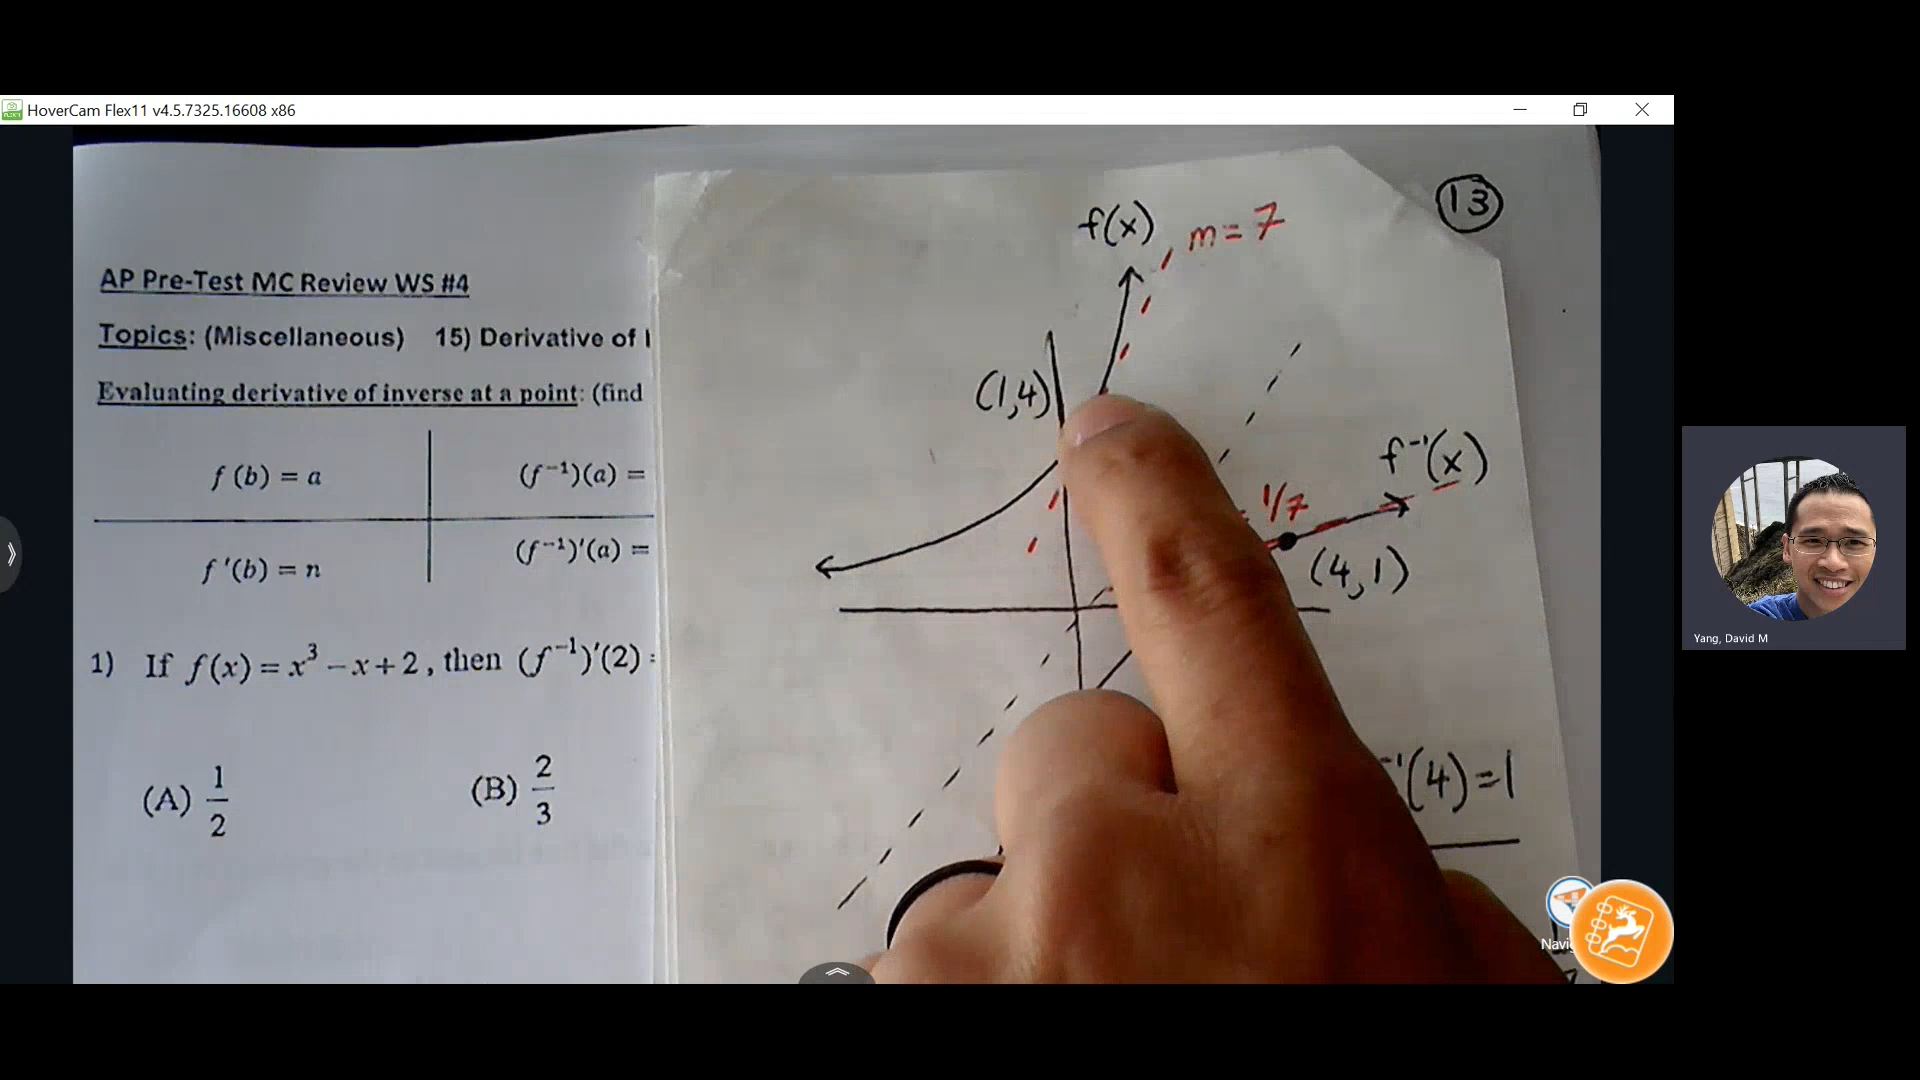 HoverCam Flex11 v4.5.7325.16608 x86
AP Pre-Test MC Review WS #4
Topics: (Miscellaneous) 15) Derivative of
Evaluating derivative of inverse at a point: (find
f (b) = a
(f⁻¹)(a) =
f '(b) = n
(f⁻¹)'(a) =
1) If f(x) = x³ − x + 2, then (f⁻¹)'(2)
(A) 1/2
(B) 2/3
13
f(x)
m = 7
(1,4)
f⁻¹(x)
1/7
(4,1)
⁻¹(4) = 1
Yang, David M